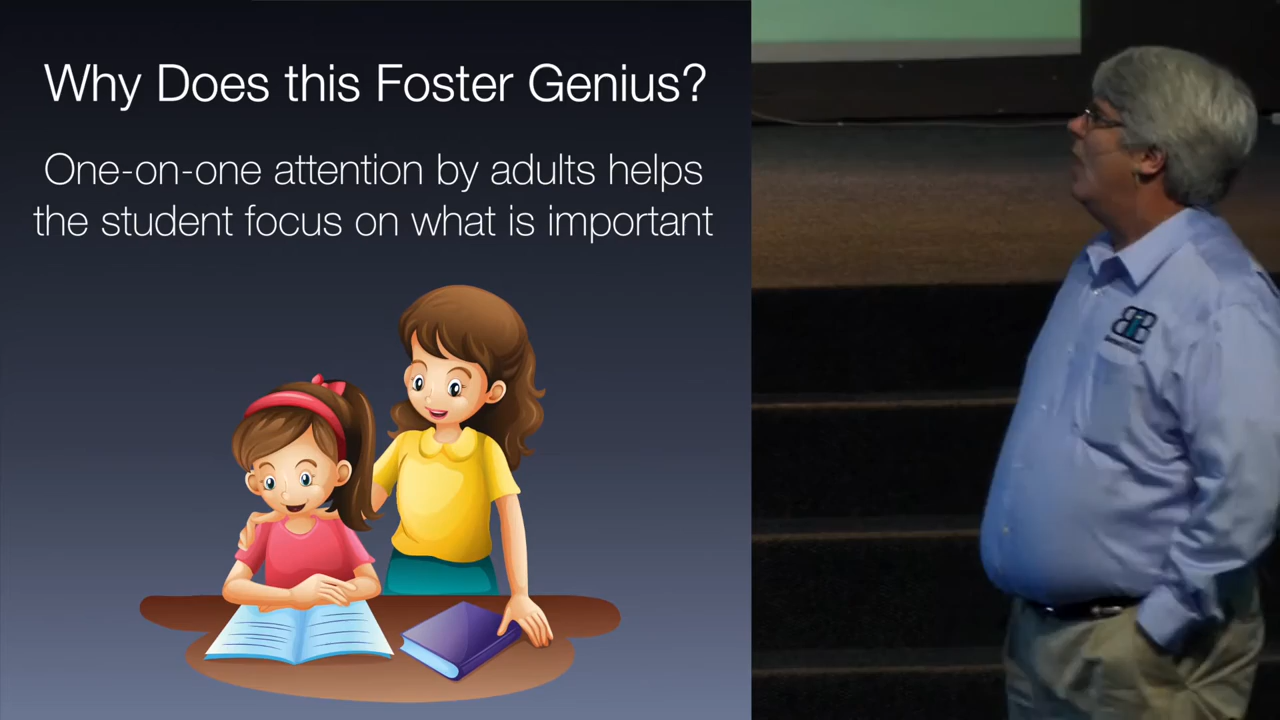 Why Does this Foster Genius?
One-on-one attention by adults helps
the student focus on what is important